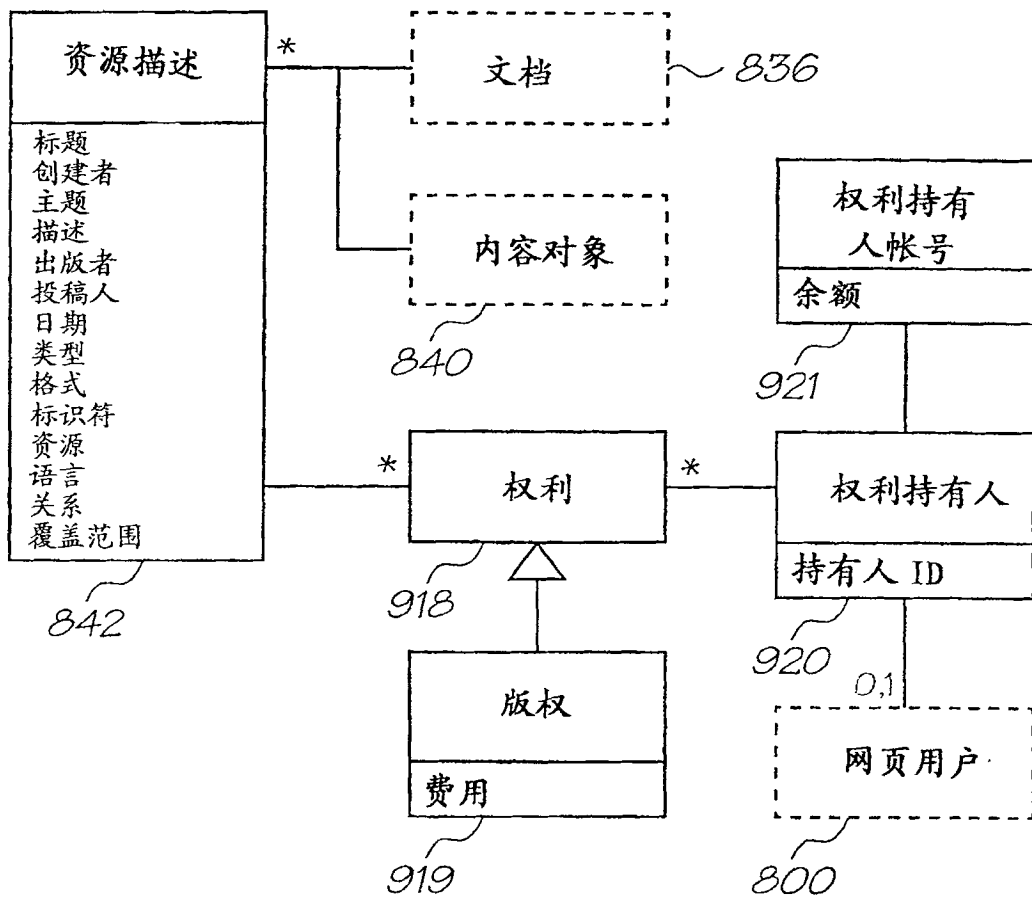 资源描述
标题
创建者
主题
描述
出版者
投稿人
日期
类型
格式
标识符
资源
语言
关系
覆盖范围
842
*
文档
836
内容对象
840
权利持有
人帐号
余额
921
*
权利
918
*
权利持有人
持有人 ID
920
0,1
版权
费用
919
网页用户
800